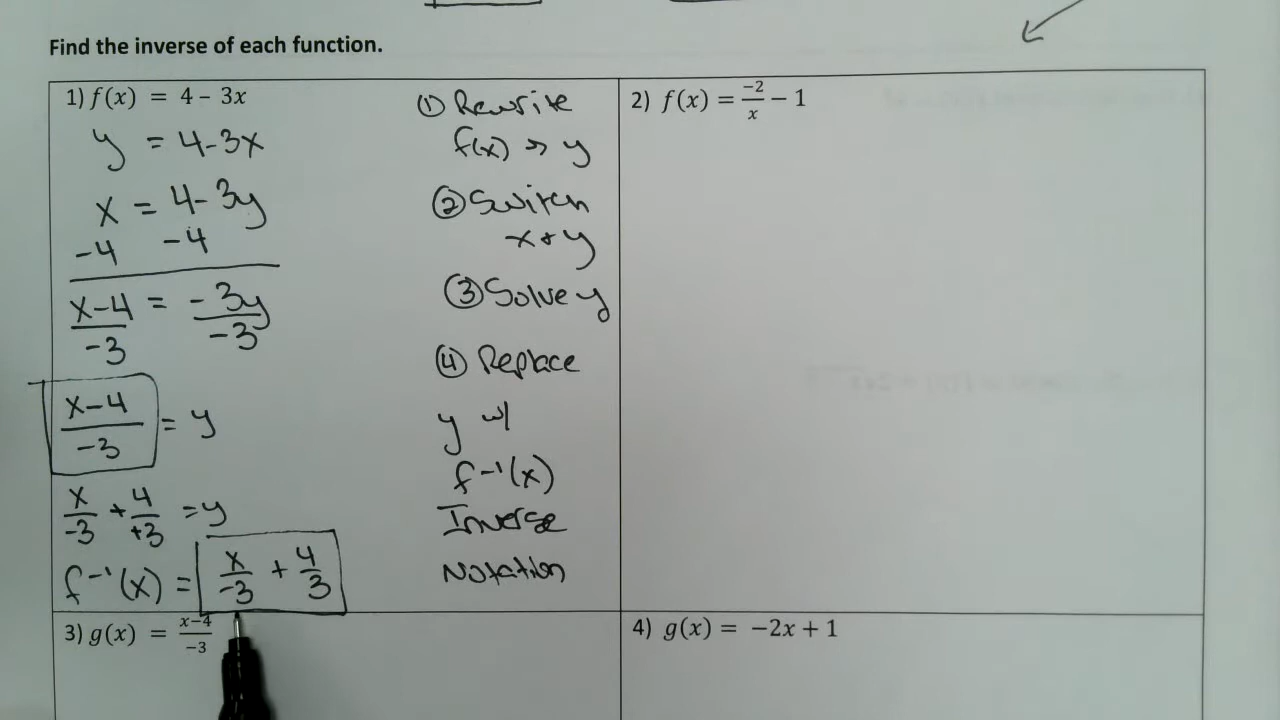 Find the inverse of each function.
1) f(x) = 4 – 3x
y = 4-3x
x = 4-3y
-4 -4
x-4/-3 = -3y/-3
x-4/-3 = y
x/-3 + 4/+3 = y
f⁻¹(x) = x/-3 + 4/3
① Rewrite
f(x) → y
② Switch
x & y
③ Solve y
④ Replace
y w/
f⁻¹(x)
Inverse
Notation
2) f(x) = -2/x – 1
3) g(x) = x-4/-3
4) g(x) = -2x + 1